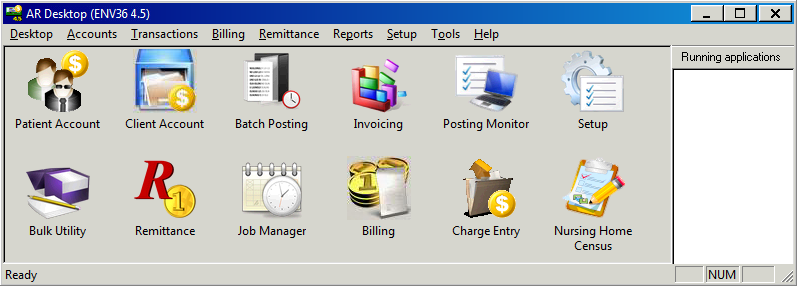 AR Desktop (ENV36 4.5)
Desktop Accounts Transactions Billing Remittance Reports Setup Tools Help
Running applications
Patient Account Client Account Batch Posting Invoicing Posting Monitor Setup
Bulk Utility Remittance Job Manager Billing Charge Entry Nursing Home
Census
Ready NUM